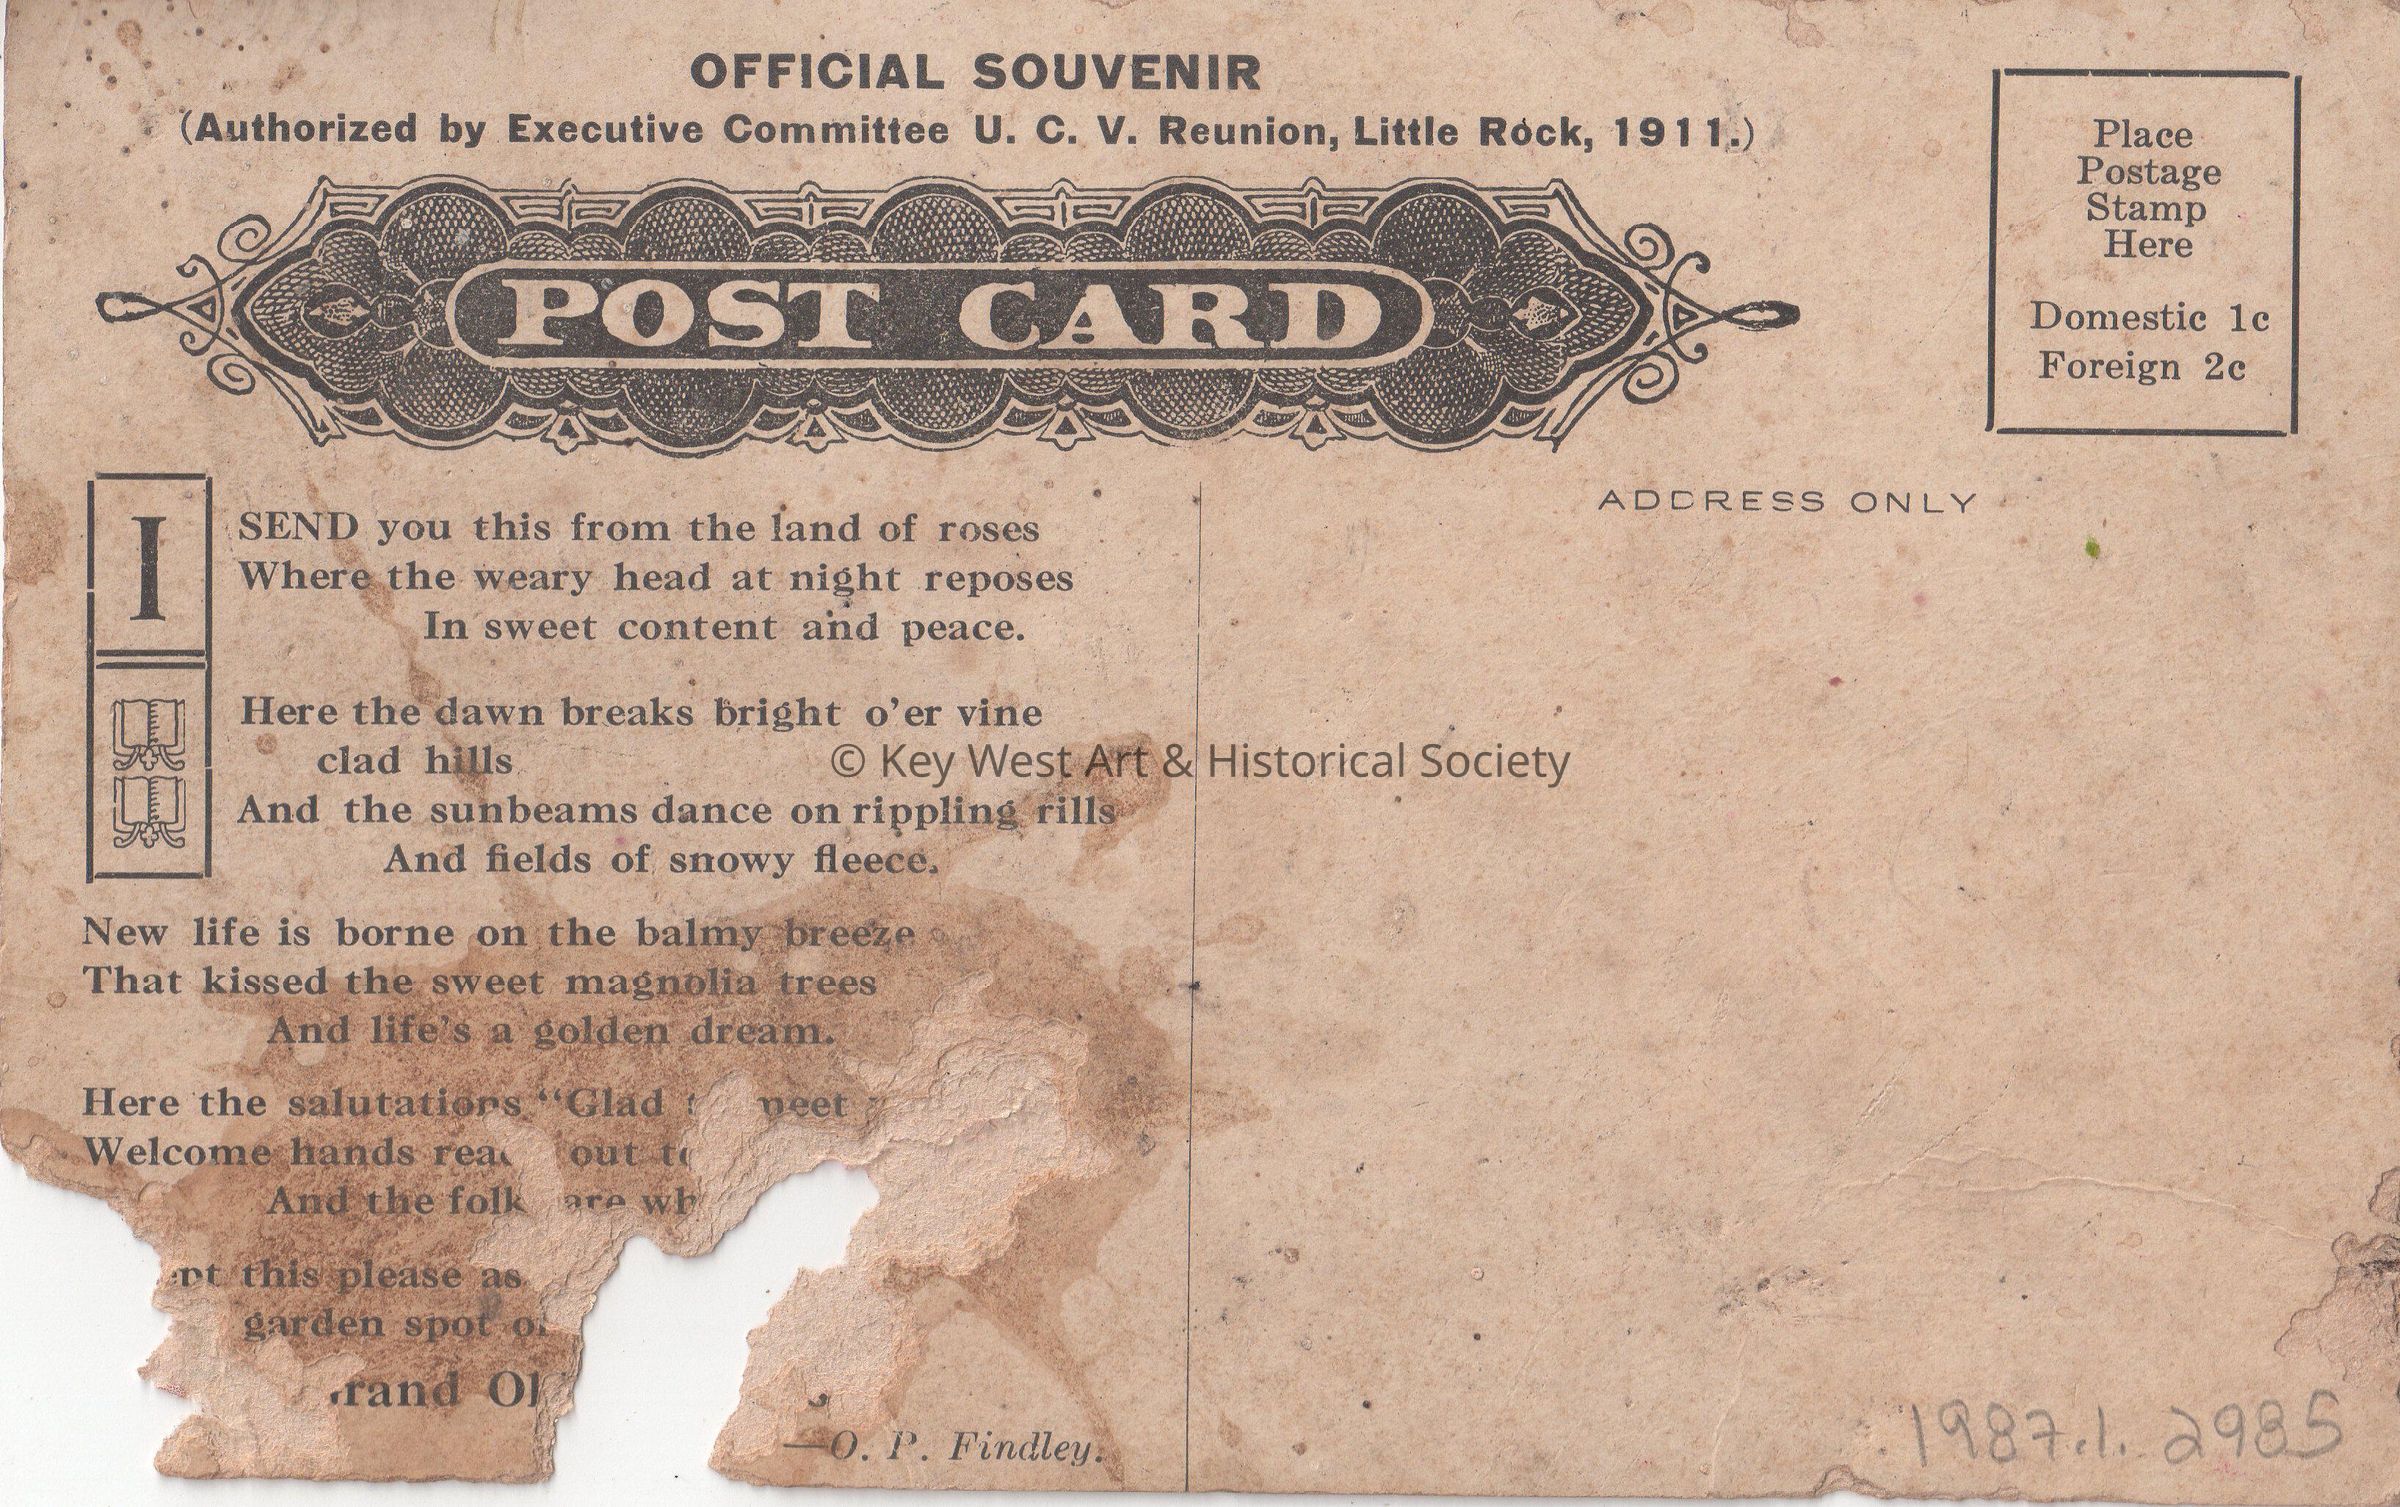 OFFICIAL SOUVENIR
(Authorized by Executive Committee U. C. V. Reunion, Little Rock, 1911.)
POST CARD
Place
Postage
Stamp
Here
Domestic 1c
Foreign 2c
ADDRESS ONLY
I SEND you this from the land of roses
Where the weary head at night reposes
In sweet content and peace.
Here the dawn breaks bright o'er vine
clad hills
And the sunbeams dance on rippling rills
And fields of snowy fleece.
New life is borne on the balmy breeze
That kissed the sweet magnolia trees
And life's a golden dream.
Here the salutations "Glad meet
Welcome hands out
And the folk are
this please as
garden spot
—O. P. Findley.
© Key West Art & Historical Society
1987.1.2985